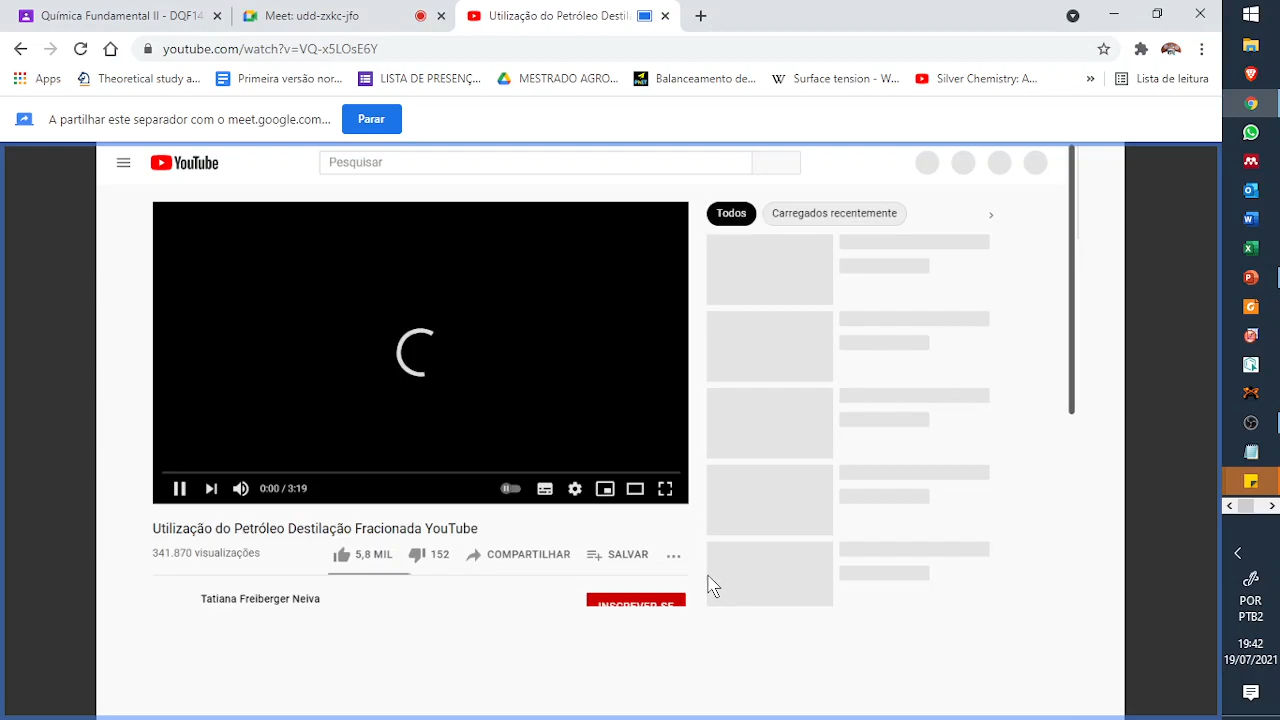 Química Fundamental II - DQF14
Meet: udd-zxkc-jfo
Utilização do Petróleo Desti
youtube.com/watch?v=VQ-x5LOsE6Y
Apps
Theoretical study a...
Primeira versão nor...
LISTA DE PRESENÇ...
MESTRADO AGRO...
Balanceamento de...
Surface tension - W...
Silver Chemistry: A...
»
Lista de leitura
A partilhar este separador com o meet.google.com...
Parar
YouTube
Pesquisar
Todos
Carregados recentemente
0:00 / 3:19
Utilização do Petróleo Destilação Fracionada YouTube
341.870 visualizações
5,8 MIL
152
COMPARTILHAR
SALVAR
Tatiana Freiberger Neiva
INSCREVER-SE
POR
PTB2
19:42
19/07/2021